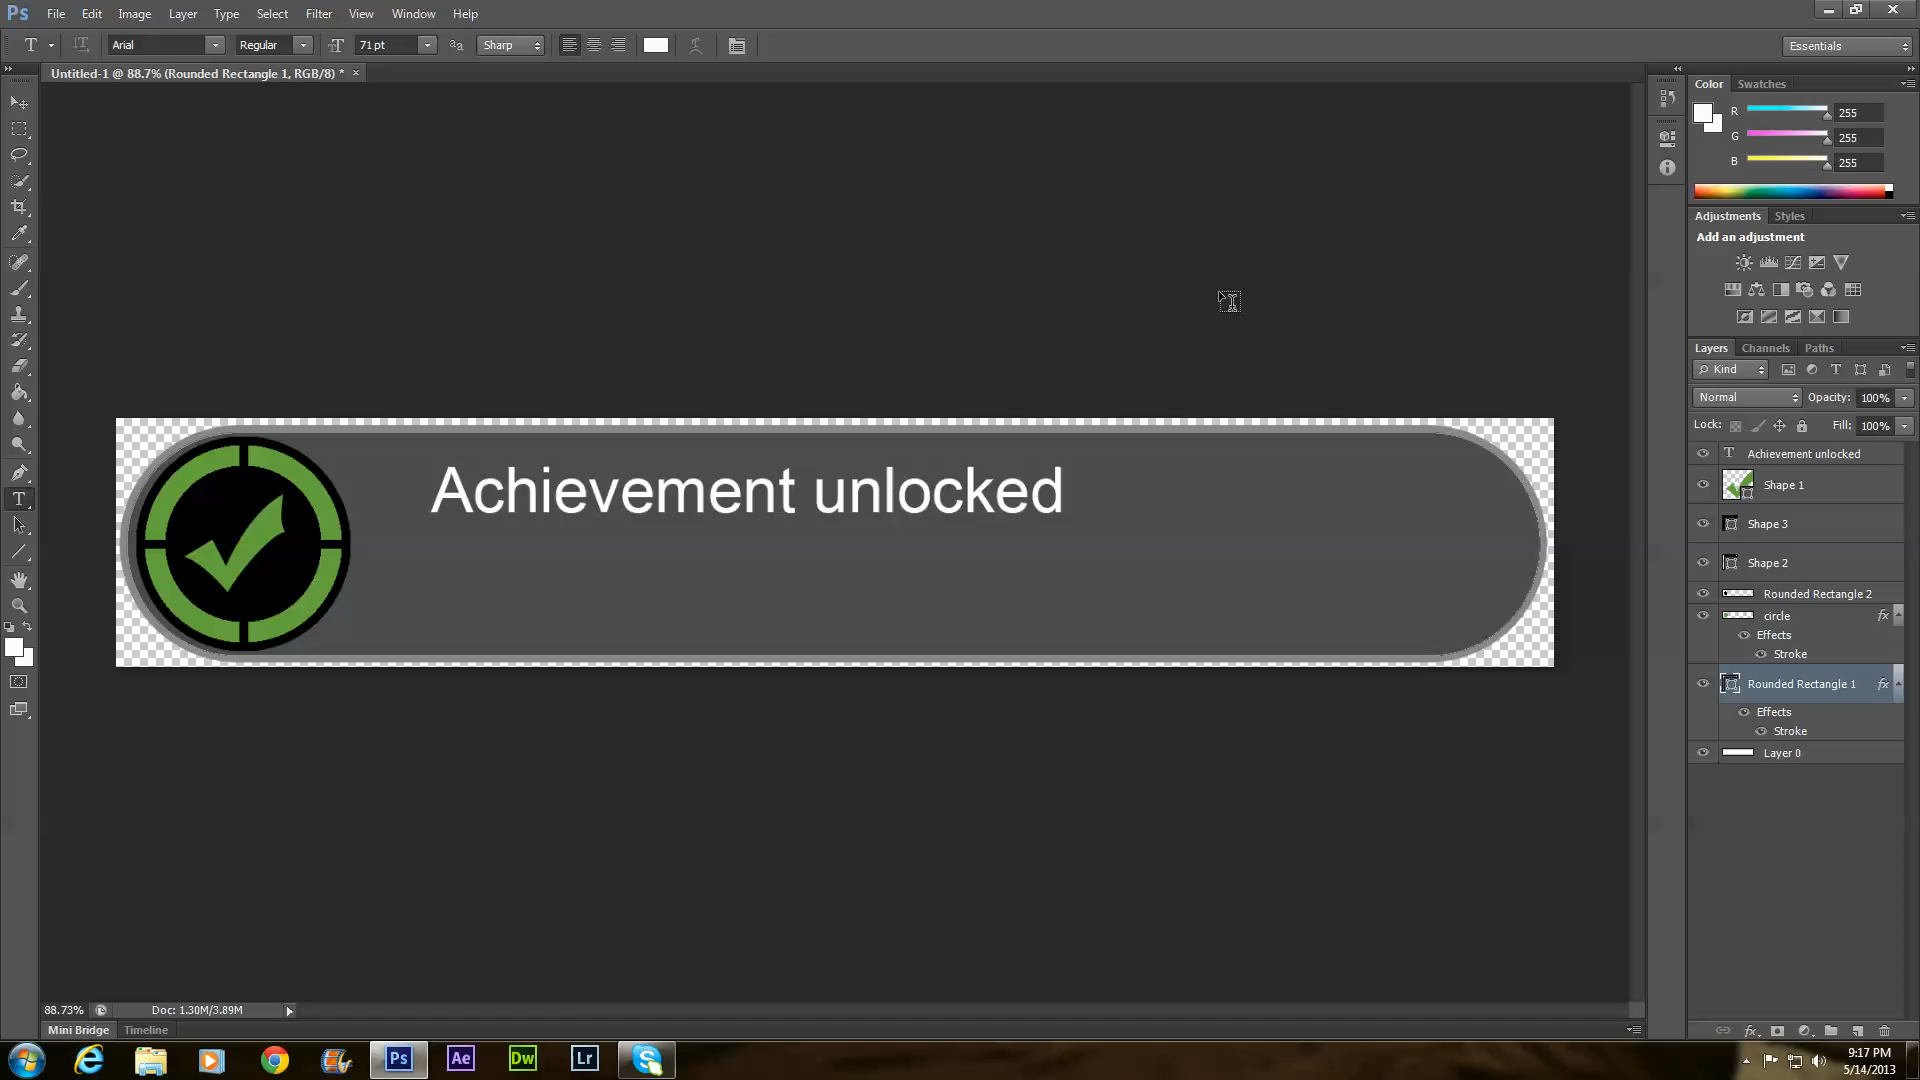 Ps File Edit Image Layer Type Select Filter View Window Help
T Arial Regular 71 pt aa Sharp Essentials
Untitled-1 @ 88.7% (Rounded Rectangle 1, RGB/8) * ×
Color Swatches
R 255
G 255
B 255
Adjustments Styles
Add an adjustment
Layers Channels Paths
Kind
Normal Opacity: 100%
Lock: Fill: 100%
T Achievement unlocked
Shape 1
Shape 3
Shape 2
Rounded Rectangle 2
circle fx
Effects
Stroke
Rounded Rectangle 1 fx
Effects
Stroke
Layer 0
Achievement unlocked
88.73% Doc: 1.30M/3.89M
Mini Bridge Timeline
Ps Ae Dw Lr
9:17 PM
5/14/2013